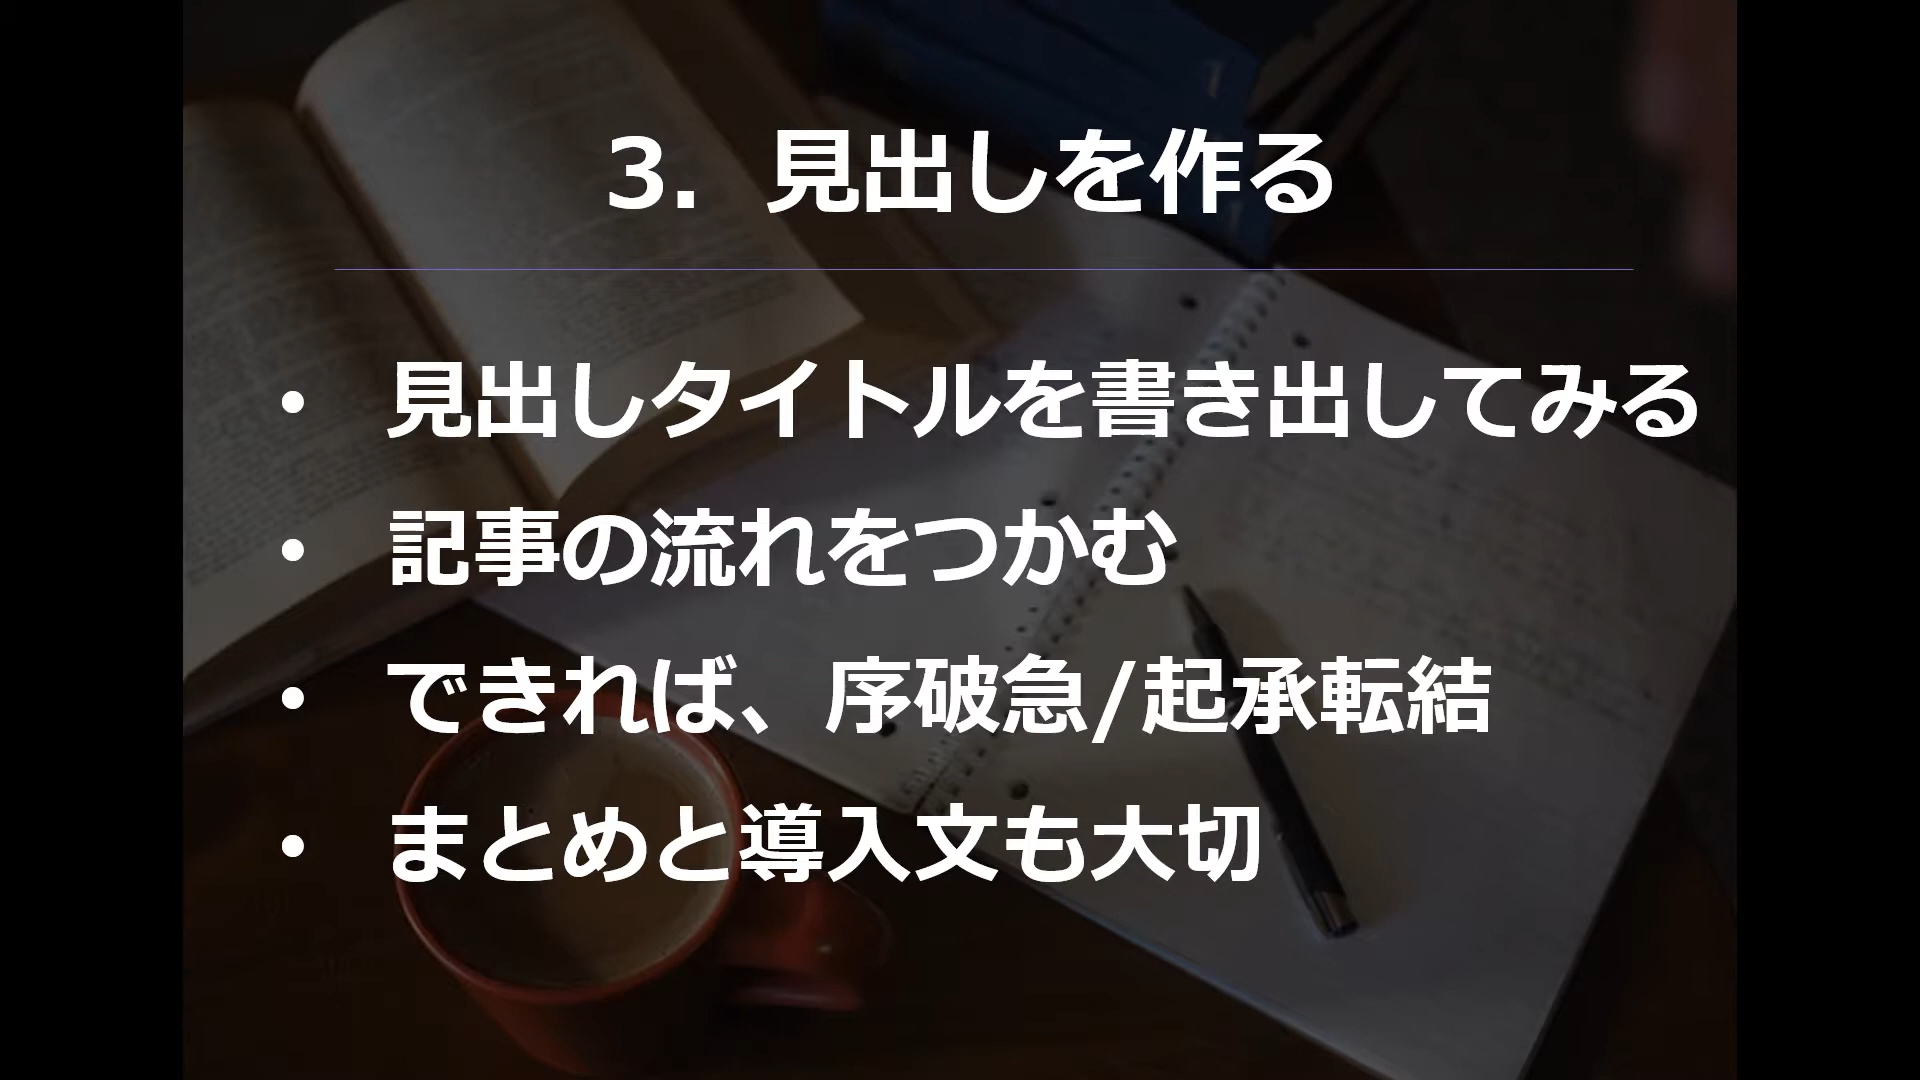 3. 見出しを作る
• 見出しタイトルを書き出してみる
• 記事の流れをつかむ
• できれば、序破急/起承転結
• まとめと導入文も大切